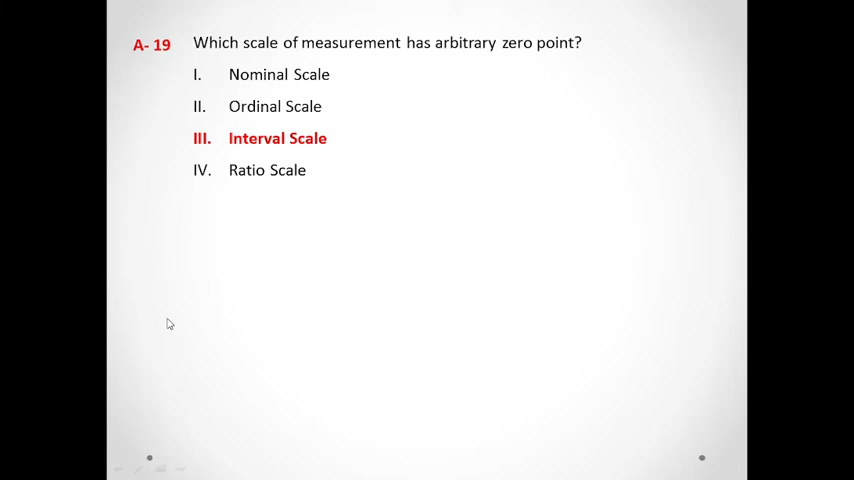 A- 19 Which scale of measurement has arbitrary zero point?
I. Nominal Scale
II. Ordinal Scale
III. Interval Scale
IV. Ratio Scale